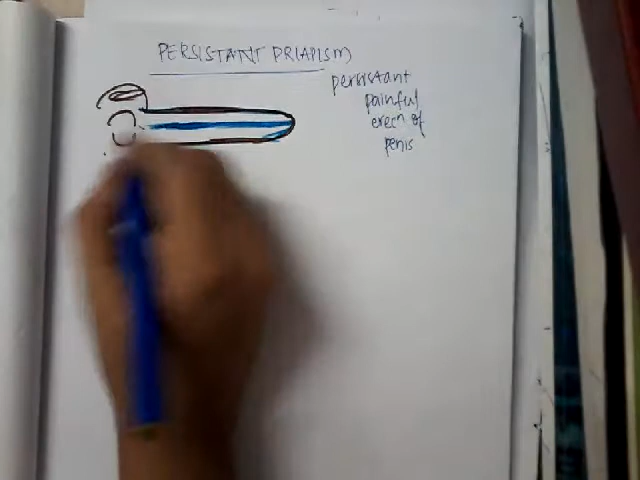 PERSISTANT PRIAPISM
persistant
painful
erecn of
penis